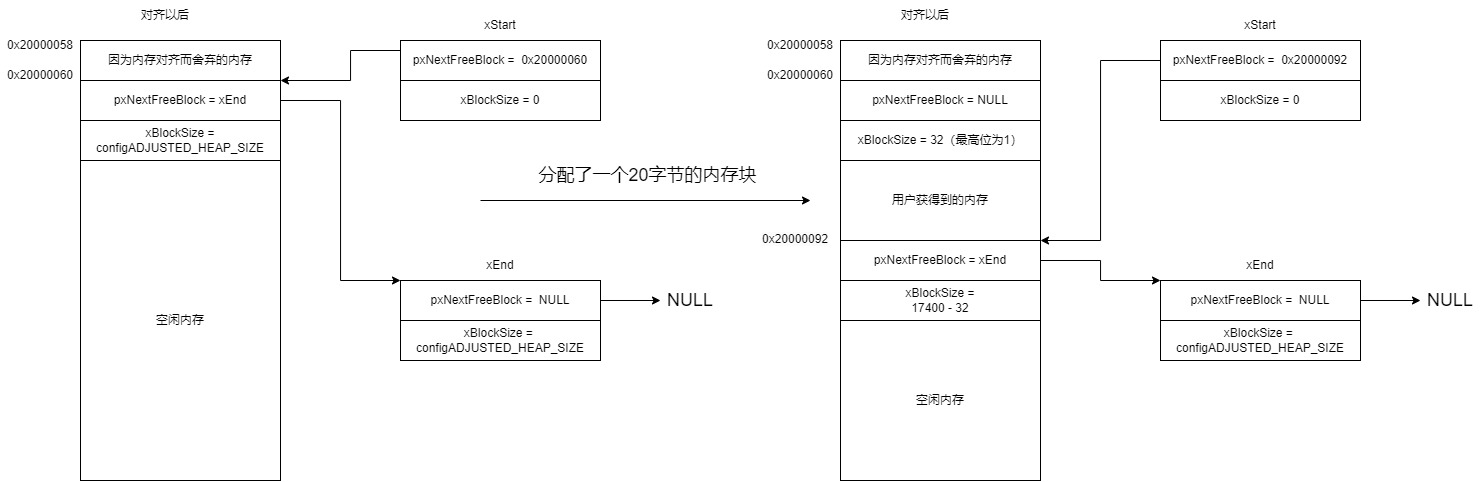 对齐以后
0x20000058
因为内存对齐而舍弃的内存
0x20000060
pxNextFreeBlock = xEnd
xBlockSize =
configADJUSTED_HEAP_SIZE
空闲内存
xStart
pxNextFreeBlock =  0x20000060
xBlockSize = 0
xEnd
pxNextFreeBlock =  NULL
NULL
xBlockSize =
configADJUSTED_HEAP_SIZE
分配了一个20字节的内存块
对齐以后
0x20000058
因为内存对齐而舍弃的内存
0x20000060
pxNextFreeBlock = NULL
xBlockSize = 32（最高位为1）
用户获得到的内存
0x20000092
pxNextFreeBlock = xEnd
xBlockSize =
17400 - 32
空闲内存
xStart
pxNextFreeBlock =  0x20000092
xBlockSize = 0
xEnd
pxNextFreeBlock =  NULL
NULL
xBlockSize =
configADJUSTED_HEAP_SIZE